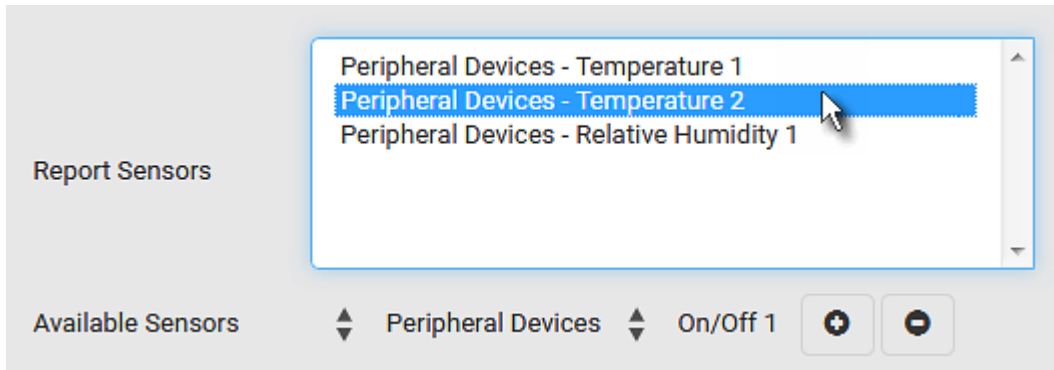 Peripheral Devices - Temperature 1
Peripheral Devices - Temperature 2
Peripheral Devices - Relative Humidity 1
Report Sensors
Available Sensors Peripheral Devices On/Off 1